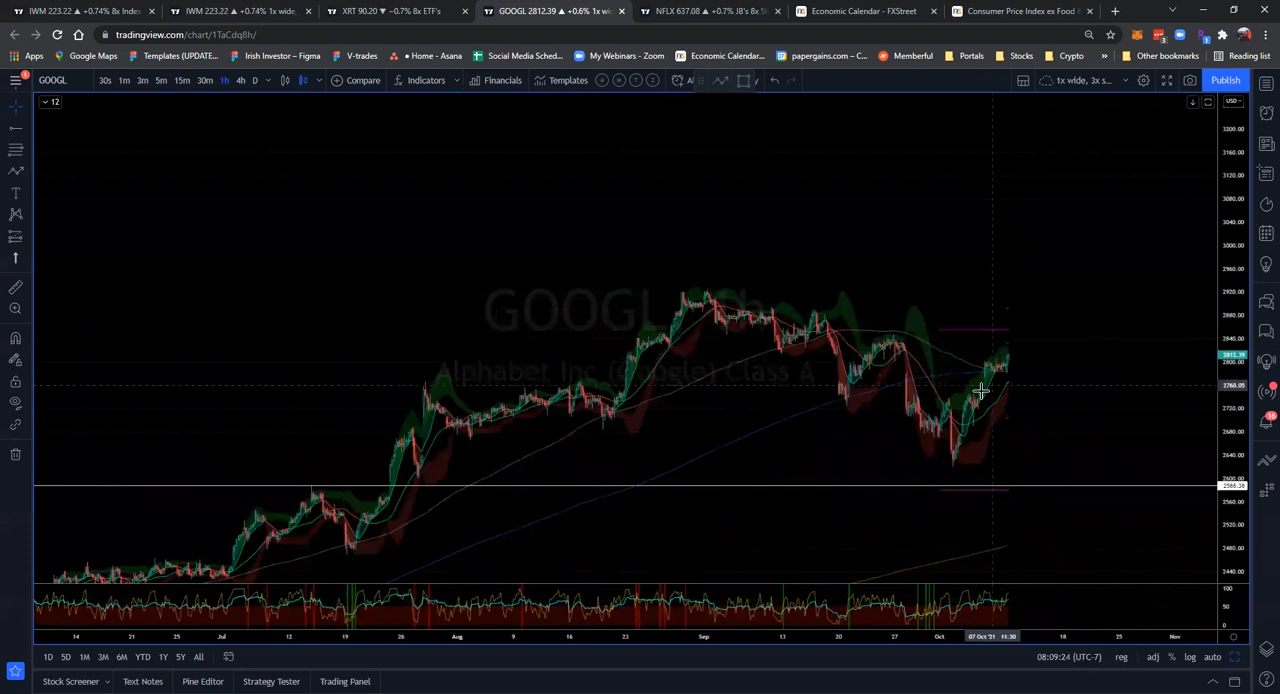 IWM 223.22 ▲ +0.74% 8x Index
IWM 223.22 ▲ +0.74% 1x wide,
XRT 90.20 ▼ −0.7% 8x ETF's
GOOGL 2812.39 ▲ +0.6% 1x wi
NFLX 637.08 ▲ +0.7% JB's 8x St
Economic Calendar - FXStreet
Consumer Price Index ex Food &
tradingview.com/chart/1TaCdq8h/
Apps
Google Maps
Templates (UPDATE...
Irish Investor – Figma
V-trades
Home - Asana
Social Media Sched...
My Webinars - Zoom
Economic Calendar...
papergains.com – C...
Memberful
Portals
Stocks
Crypto
»
Other bookmarks
Reading list
GOOGL
30s 1m 3m 5m 15m 30m 1h 4h D
Compare
Indicators
Financials
Templates
1x wide, 3x s...
Publish
12
USD
3200.00
3160.00
3120.00
3080.00
3040.00
3000.00
2960.00
2920.00
2880.00
2840.00
2812.39
2800.00
2760.05
2720.00
2680.00
2640.00
2600.00
2586.38
2560.00
2520.00
2480.00
2440.00
GOOGL
Alphabet Inc (Google) Class A
100
50
0
14 21 25 Jul 12 19 26 Aug 9 16 23 Sep 13 20 27 Oct 07 Oct '21 11:30 18 25 Nov
1D 5D 1M 3M 6M YTD 1Y 5Y All
08:09:24 (UTC-7)
reg
adj % log auto
Stock Screener
Text Notes
Pine Editor
Strategy Tester
Trading Panel